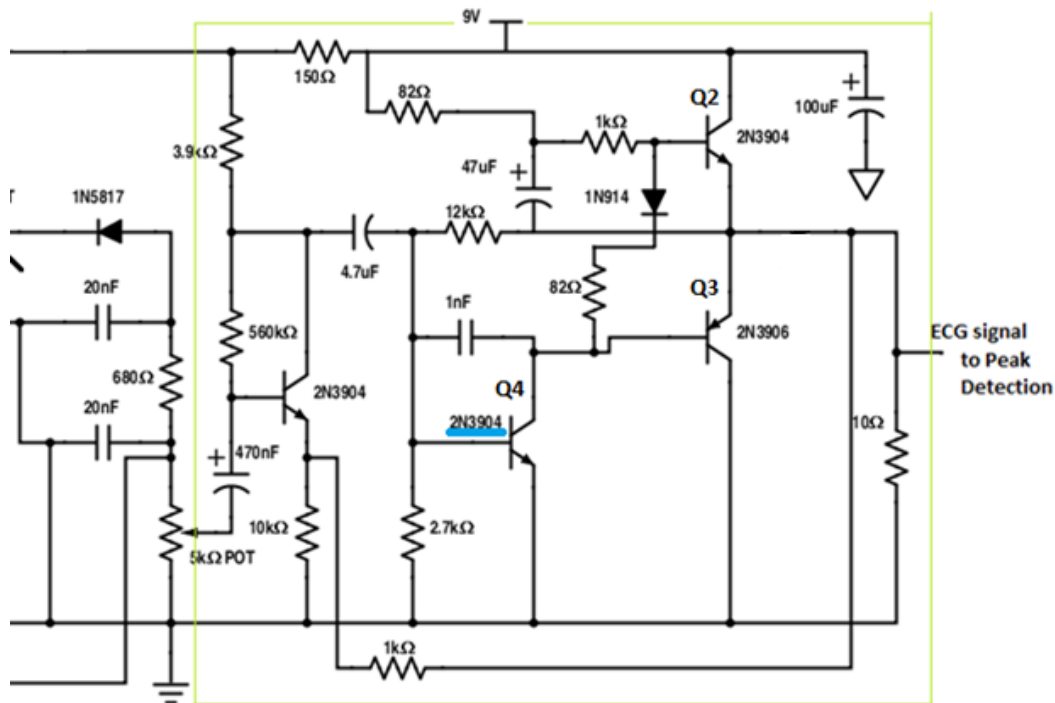 9V
150Ω
82Ω
Q2
1kΩ
2N3904
100uF
3.9kΩ
47uF
1N5817
1N914
12kΩ
4.7uF
20nF
82Ω
Q3
1nF
560kΩ
2N3906
ECG signal
to Peak
Detection
680Ω
2N3904
Q4
20nF
2N3904
10Ω
470nF
10kΩ
2.7kΩ
5kΩ POT
1kΩ